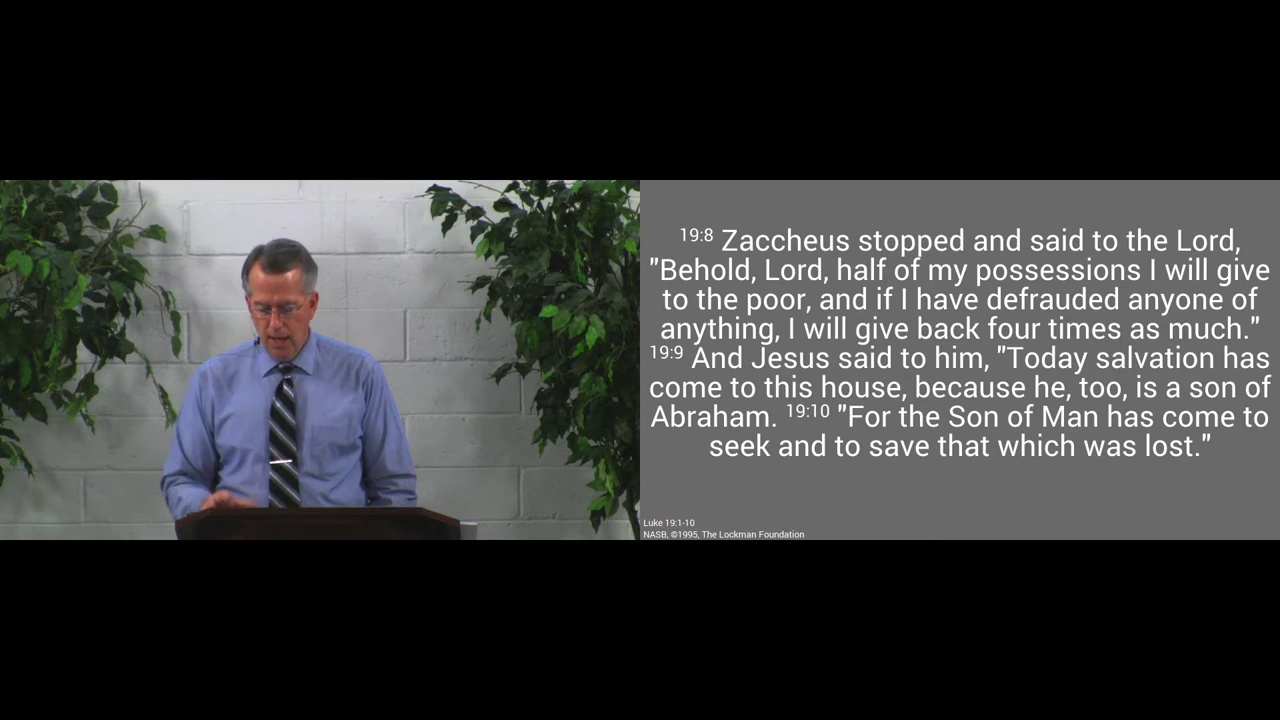 19:8 Zaccheus stopped and said to the Lord,
"Behold, Lord, half of my possessions I will give
to the poor, and if I have defrauded anyone of
anything, I will give back four times as much."
19:9 And Jesus said to him, "Today salvation has
come to this house, because he, too, is a son of
Abraham. 19:10 "For the Son of Man has come to
seek and to save that which was lost."
Luke 19:1-10
NASB, ©1995, The Lockman Foundation